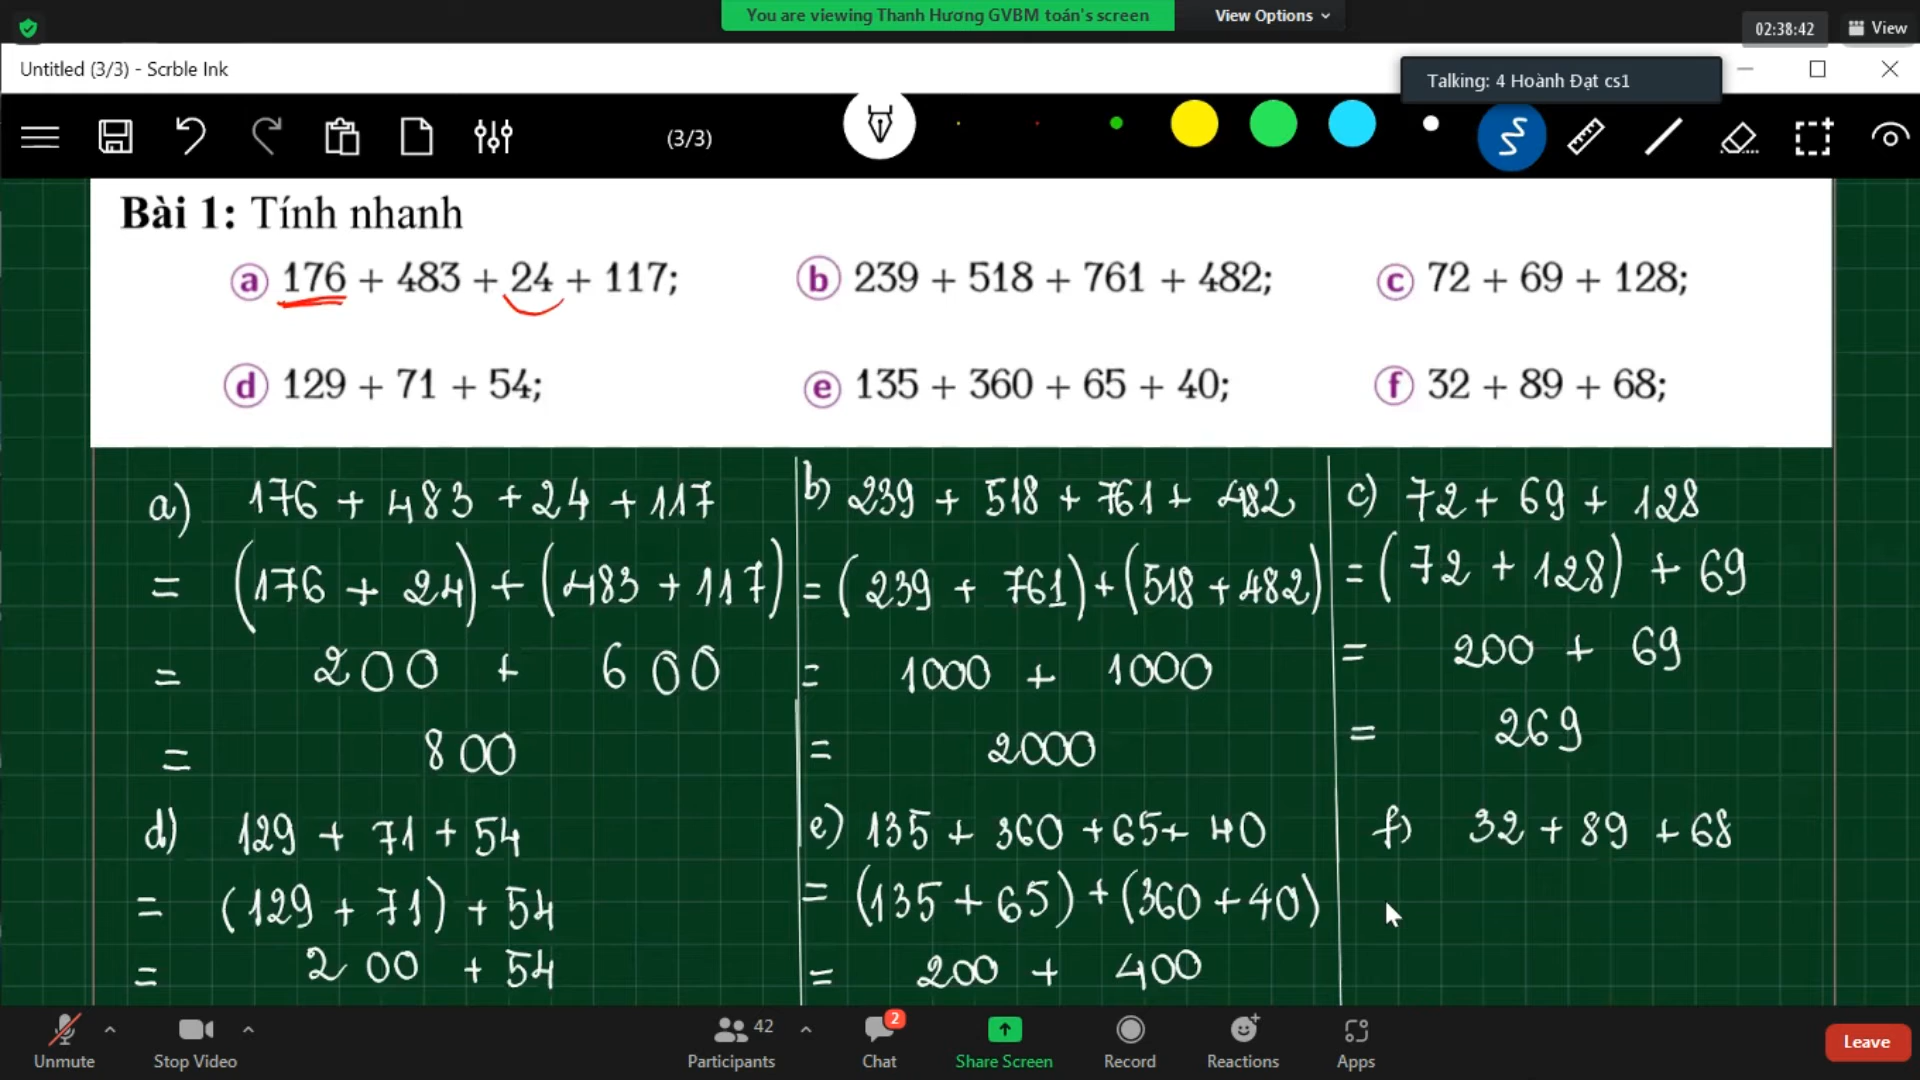 You are viewing Thanh Hương GVBM toán's screen
View Options
02:38:42
View
Untitled (3/3) - Scrble Ink
Talking: 4 Hoành Đạt cs1
(3/3)
Bài 1: Tính nhanh
a 176 + 483 + 24 + 117; b 239 + 518 + 761 + 482; c 72 + 69 + 128;
d 129 + 71 + 54; e 135 + 360 + 65 + 40; f 32 + 89 + 68;
a) 176 + 483 + 24 + 117
= (176 + 24) + (483 + 117)
= 200 + 600
= 800
b) 239 + 518 + 761 + 482
= (239 + 761) + (518 + 482)
= 1000 + 1000
= 2000
c) 72 + 69 + 128
= (72 + 128) + 69
= 200 + 69
= 269
d) 129 + 71 + 54
= (129 + 71) + 54
= 200 + 54
e) 135 + 360 + 65 + 40
= (135 + 65) + (360 + 40)
= 200 + 400
f) 32 + 89 + 68
Unmute
Stop Video
42
Participants
2
Chat
Share Screen
Record
Reactions
Apps
Leave